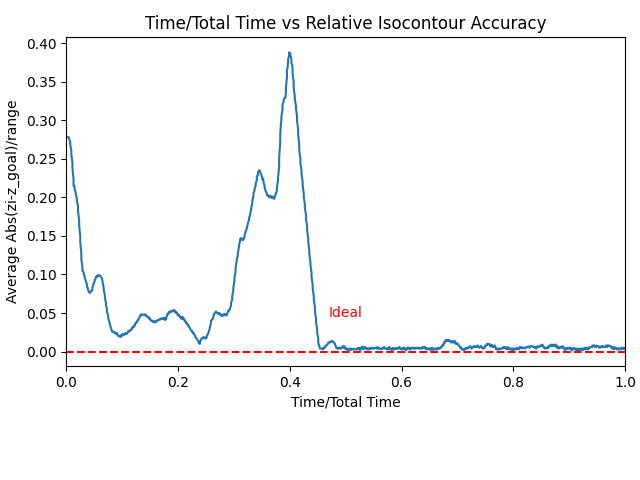 Time/Total Time vs Relative Isocontour Accuracy
Average Abs(zi-z_goal)/range
0.40
0.35
0.30
0.25
0.20
0.15
0.10
0.05
0.00
Ideal
0.0 0.2 0.4 0.6 0.8 1.0
Time/Total Time